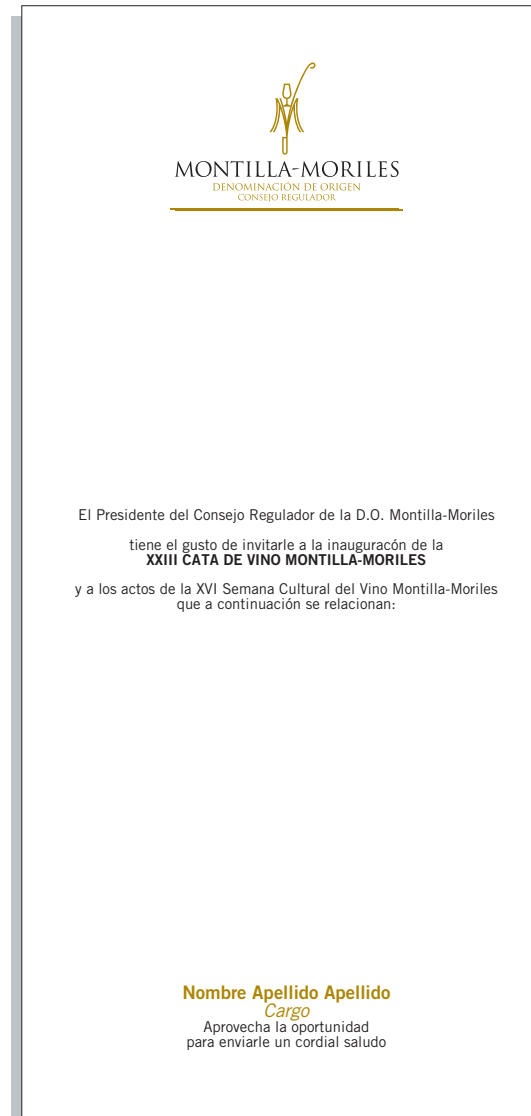 MONTILLA-MORILES
DENOMINACIÓN DE ORIGEN
CONSEJO REGULADOR
El Presidente del Consejo Regulador de la D.O. Montilla-Moriles
tiene el gusto de invitarle a la inauguracón de la
XXIII CATA DE VINO MONTILLA-MORILES
y a los actos de la XVI Semana Cultural del Vino Montilla-Moriles
que a continuación se relacionan:
Nombre Apellido Apellido
Cargo
Aprovecha la oportunidad
para enviarle un cordial saludo